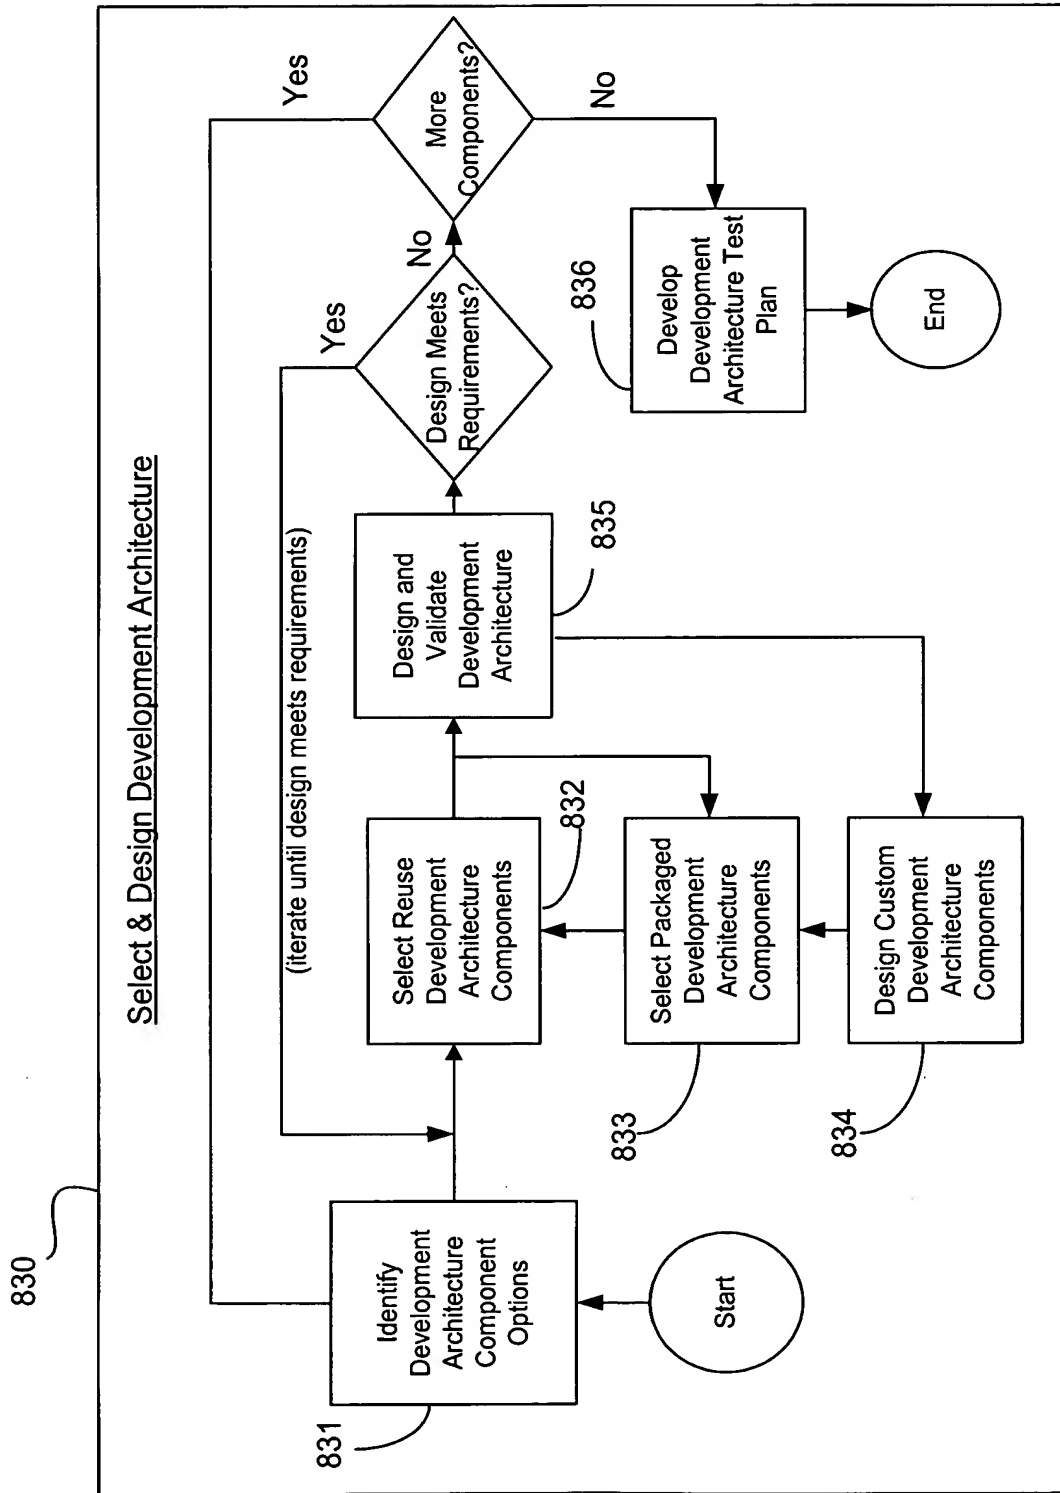 830
Select & Design Development Architecture
Yes
(iterate until design meets requirements)
Yes
831
Identify
Development
Architecture
Component
Options
Start
Select Reuse
Development
Architecture
Components
832
833
Select Packaged
Development
Architecture
Components
834
Design Custom
Development
Architecture
Components
Design and
Validate
Development
Architecture
835
Design Meets
Requirements?
No
More
Components?
No
836
Develop
Development
Architecture Test
Plan
End